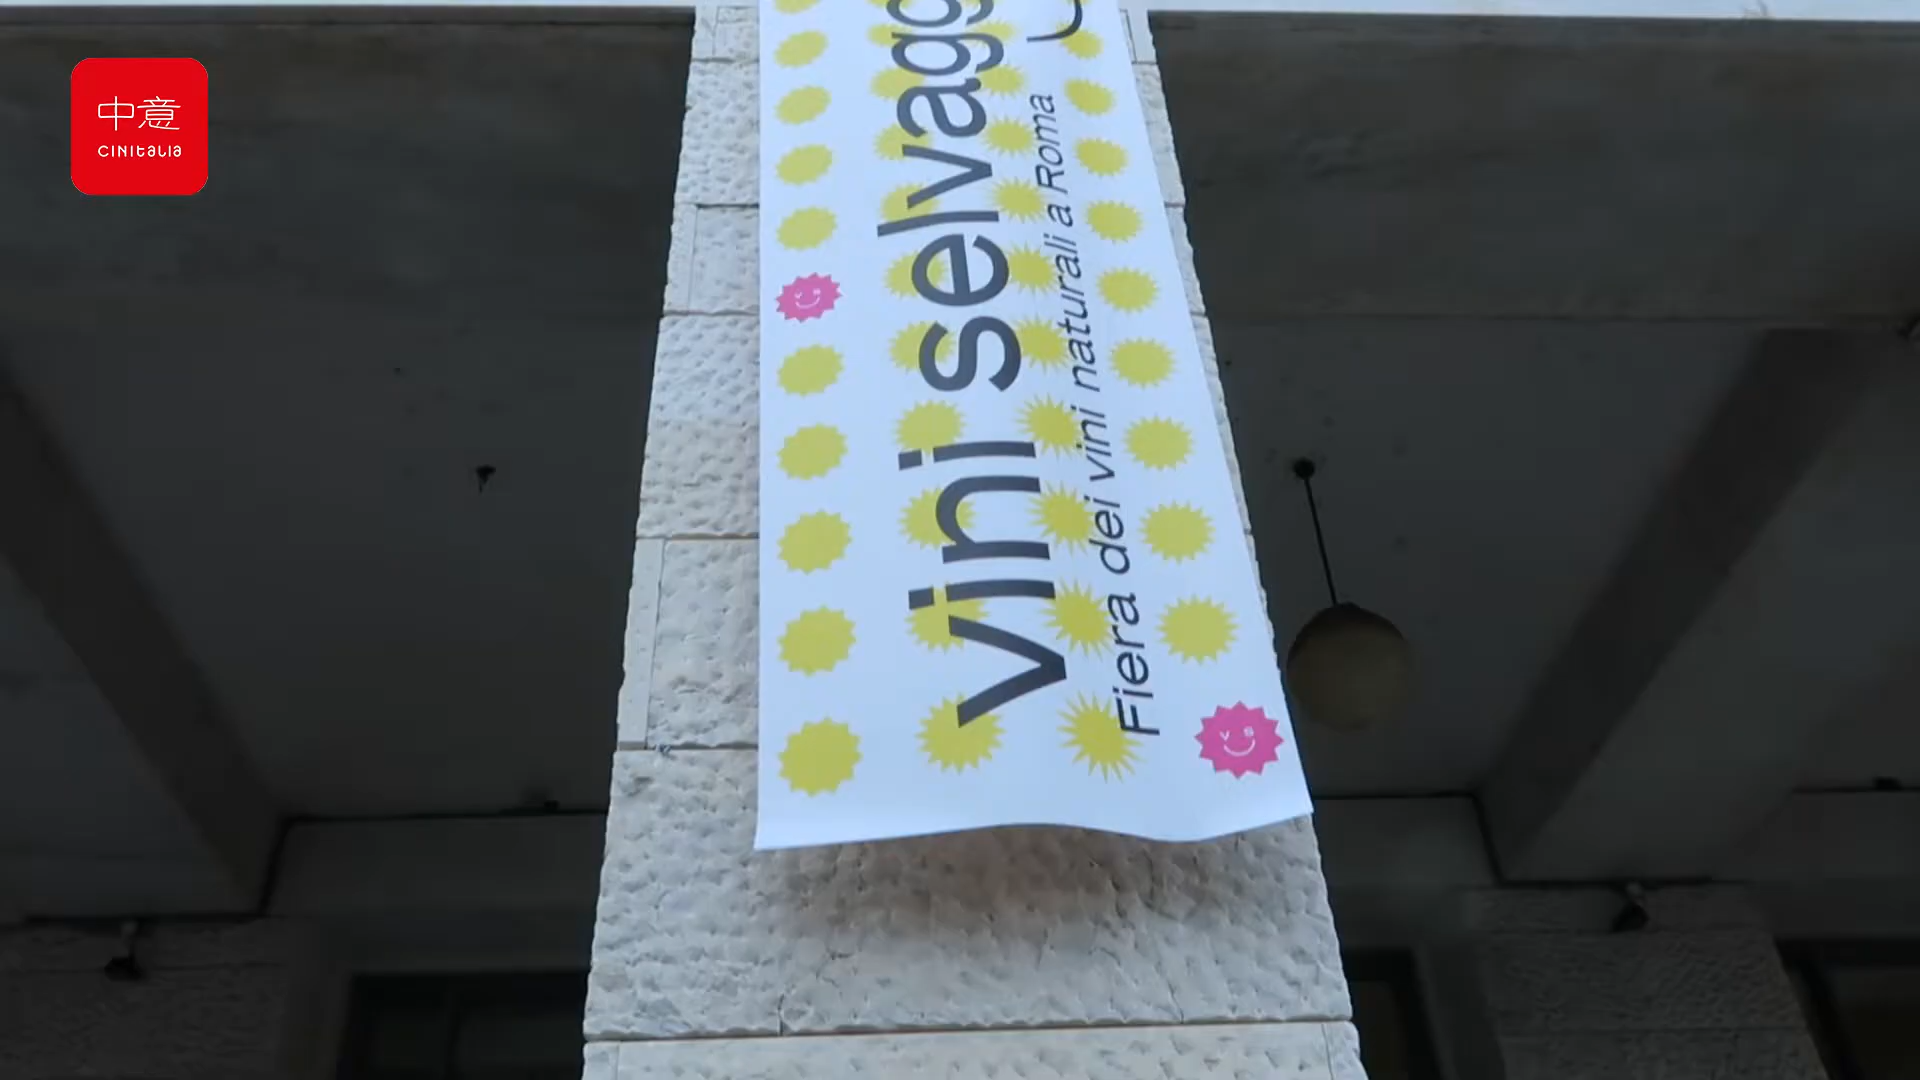 中意
CINITALIA
vini selvagg
Fiera dei vini naturali a Roma
v s